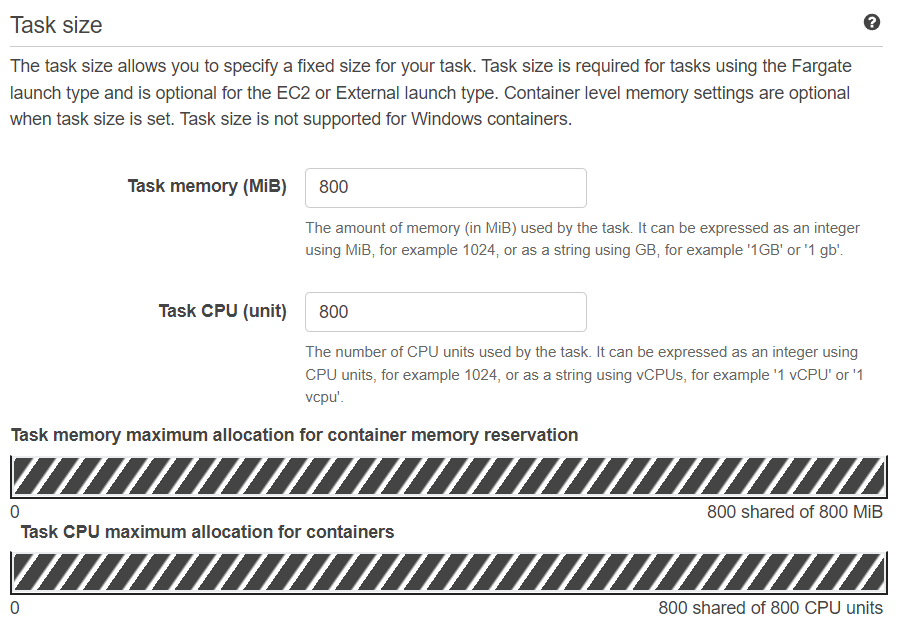 Task size
The task size allows you to specify a fixed size for your task. Task size is required for tasks using the Fargate
launch type and is optional for the EC2 or External launch type. Container level memory settings are optional
when task size is set. Task size is not supported for Windows containers.
Task memory (MiB)
800
The amount of memory (in MiB) used by the task. It can be expressed as an integer
using MiB, for example 1024, or as a string using GB, for example '1GB' or '1 gb'.
Task CPU (unit)
800
The number of CPU units used by the task. It can be expressed as an integer using
CPU units, for example 1024, or as a string using vCPUs, for example '1 vCPU' or '1
vcpu'.
Task memory maximum allocation for container memory reservation
0
800 shared of 800 MiB
Task CPU maximum allocation for containers
0
800 shared of 800 CPU units